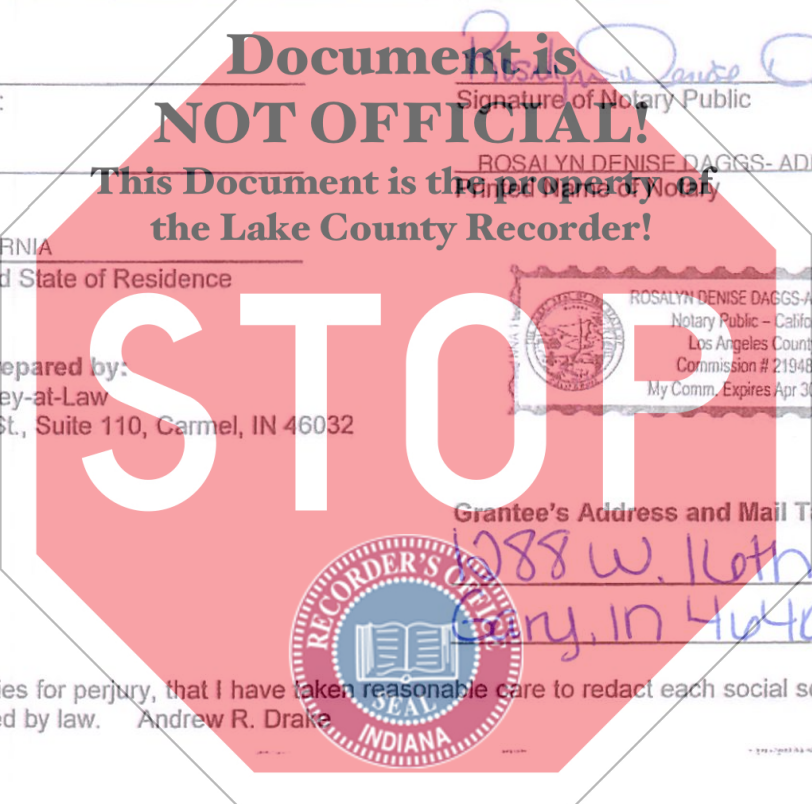 Document is
NOT OFFICIAL!
This Document is the property of
the Lake County Recorder!
STOP
Signature of Notary Public
ROSALYN DENISE DAGGS- AD
Printed Name of Notary
RNIA
d State of Residence
ROSALYN DENISE DAGGS-A
Notary Public – Califo
Los Angeles Count
Commission # 21948
My Comm. Expires Apr 30
epared by:
ey-at-Law
St., Suite 110, Carmel, IN 46032
Grantee's Address and Mail T
1288 W.
Gary, IN 464
RECORDER'S OFFICE
SEAL
INDIANA
ies for perjury, that I have taken reasonable care to redact each social s
ed by law. Andrew R. Drake